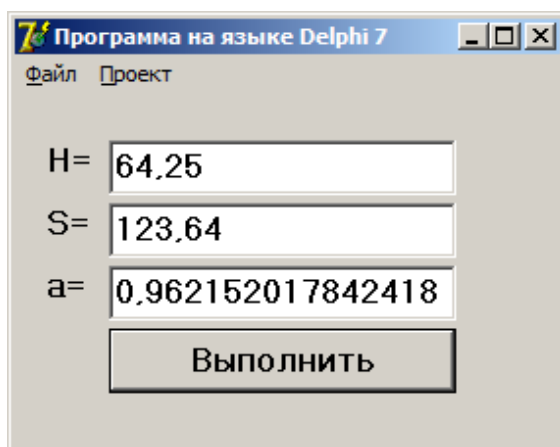 Программа на языке Delphi 7
Файл Проект
H= 64,25
S= 123,64
a= 0,962152017842418
Выполнить